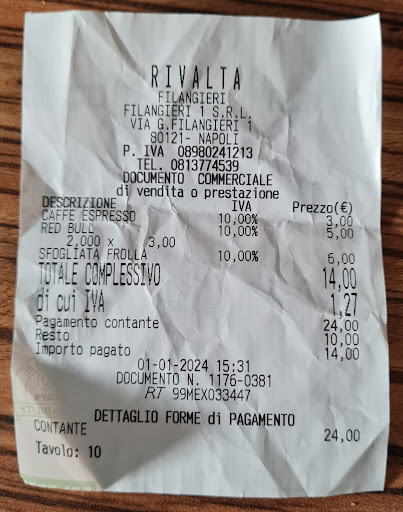 RIVALTA
FILANGIERI
FILANGIERI 1 S.R.L.
VIA G.FILANGIERI 1
80121- NAPOLI
P. IVA 08980241213
TEL. 0813774539
DOCUMENTO COMMERCIALE
di vendita o prestazione
DESCRIZIONE IVA Prezzo(€)
CAFFE ESPRESSO 10,00% 3,00
RED BULL 10,00% 5,00
2,000 x 3,00
SFOGLIATA FROLLA 10,00% 6,00
TOTALE COMPLESSIVO 14,00
di cui IVA 1,27
Pagamento contante 24,00
Resto 10,00
Importo pagato 14,00
01-01-2024 15:31
DOCUMENTO N. 1176-0381
RT 99MEX033447
DETTAGLIO FORME di PAGAMENTO
CONTANTE 24,00
Tavolo: 10